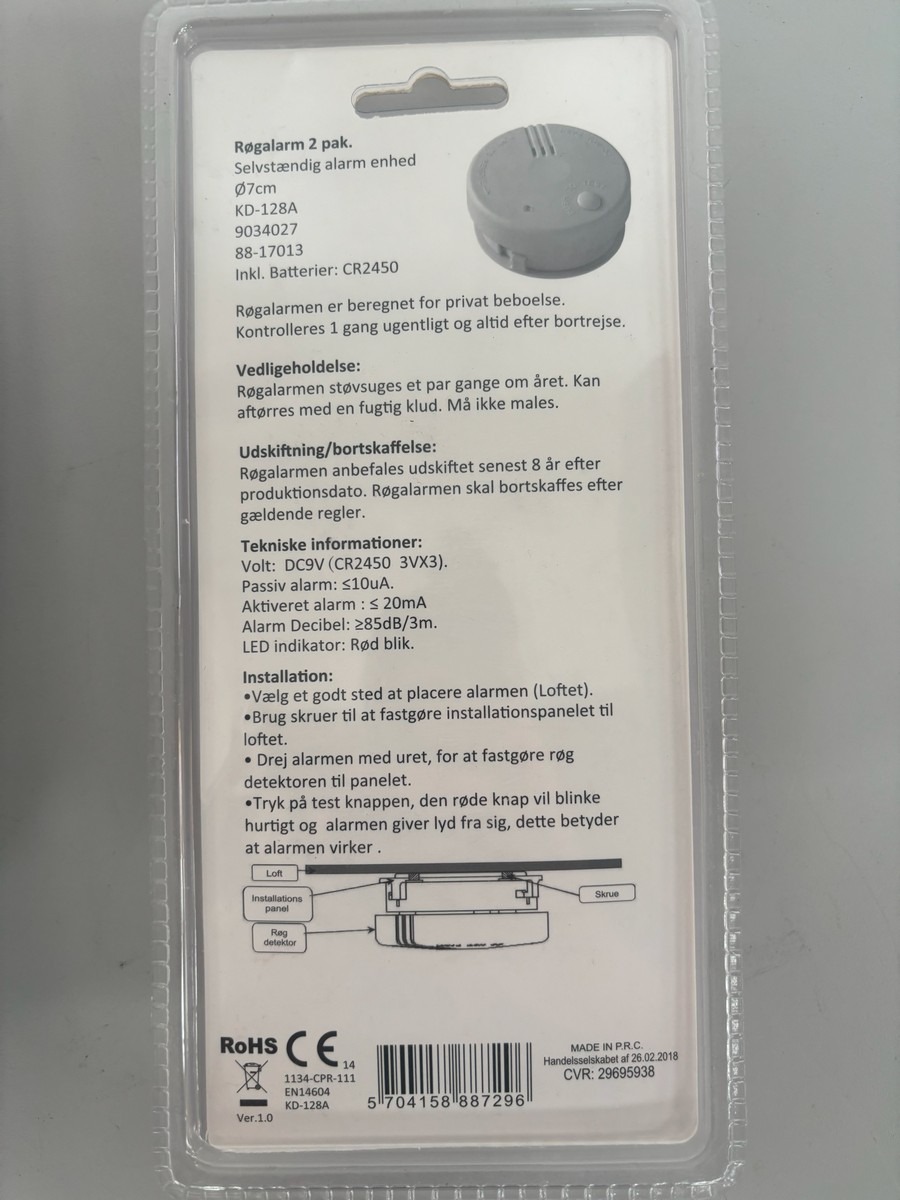 Røgalarm 2 pak.
Selvstændig alarm enhed
Ø7cm
KD-128A
9034027
88-17013
Inkl. Batterier: CR2450
Røgalarmen er beregnet for privat beboelse.
Kontrolleres 1 gang ugentligt og altid efter bortrejse.
Vedligeholdelse:
Røgalarmen støvsuges et par gange om året. Kan
aftørres med en fugtig klud. Må ikke males.
Udskiftning/bortskaffelse:
Røgalarmen anbefales udskiftet senest 8 år efter
produktionsdato. Røgalarmen skal bortskaffes efter
gældende regler.
Tekniske informationer:
Volt: DC9V (CR2450 3VX3).
Passiv alarm: ≤10uA.
Aktiveret alarm : ≤ 20mA
Alarm Decibel: ≥85dB/3m.
LED indikator: Rød blik.
Installation:
•Vælg et godt sted at placere alarmen (Loftet).
•Brug skruer til at fastgøre installationspanelet til
loftet.
• Drej alarmen med uret, for at fastgøre røg
detektoren til panelet.
•Tryk på test knappen, den røde knap vil blinke
hurtigt og alarmen giver lyd fra sig, dette betyder
at alarmen virker .
Loft
Installations
panel
Skrue
Røg
detektor
RoHS CE 14
1134-CPR-111
EN14604
KD-128A
Ver.1.0
5 704158 887296
MADE IN P.R.C.
Handelsselskabet af 26.02.2018
CVR: 29695938